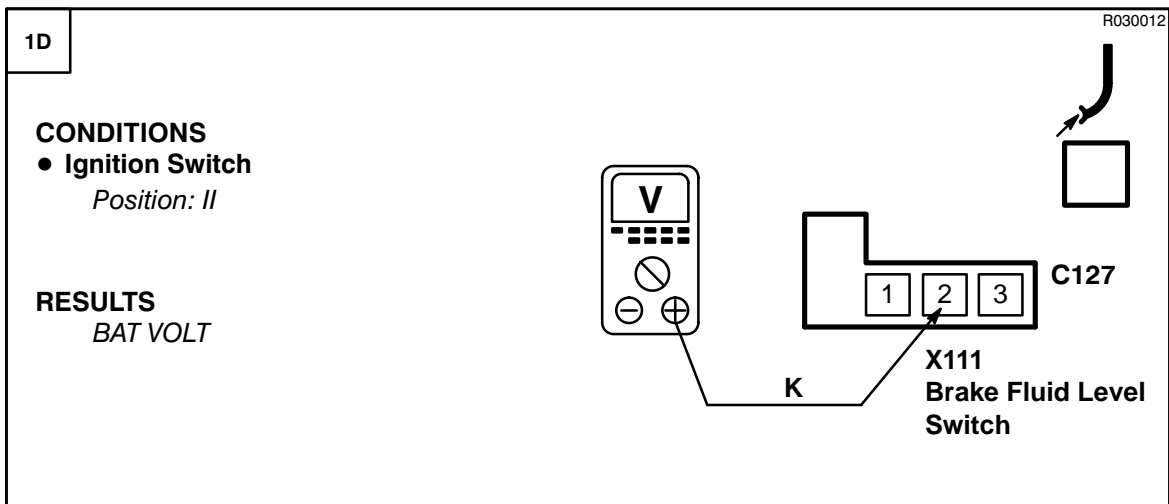 R030012
1D
CONDITIONS
● Ignition Switch
Position: II
RESULTS
BAT VOLT
V
1 2 3
C127
K
X111
Brake Fluid Level
Switch